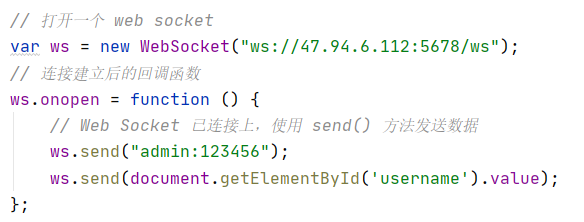 // 打开一个 web socket
var ws = new WebSocket("ws://47.94.6.112:5678/ws");
// 连接建立后的回调函数
ws.onopen = function () {
    // Web Socket 已连接上，使用 send() 方法发送数据
    ws.send("admin:123456");
    ws.send(document.getElementById('username').value);
};